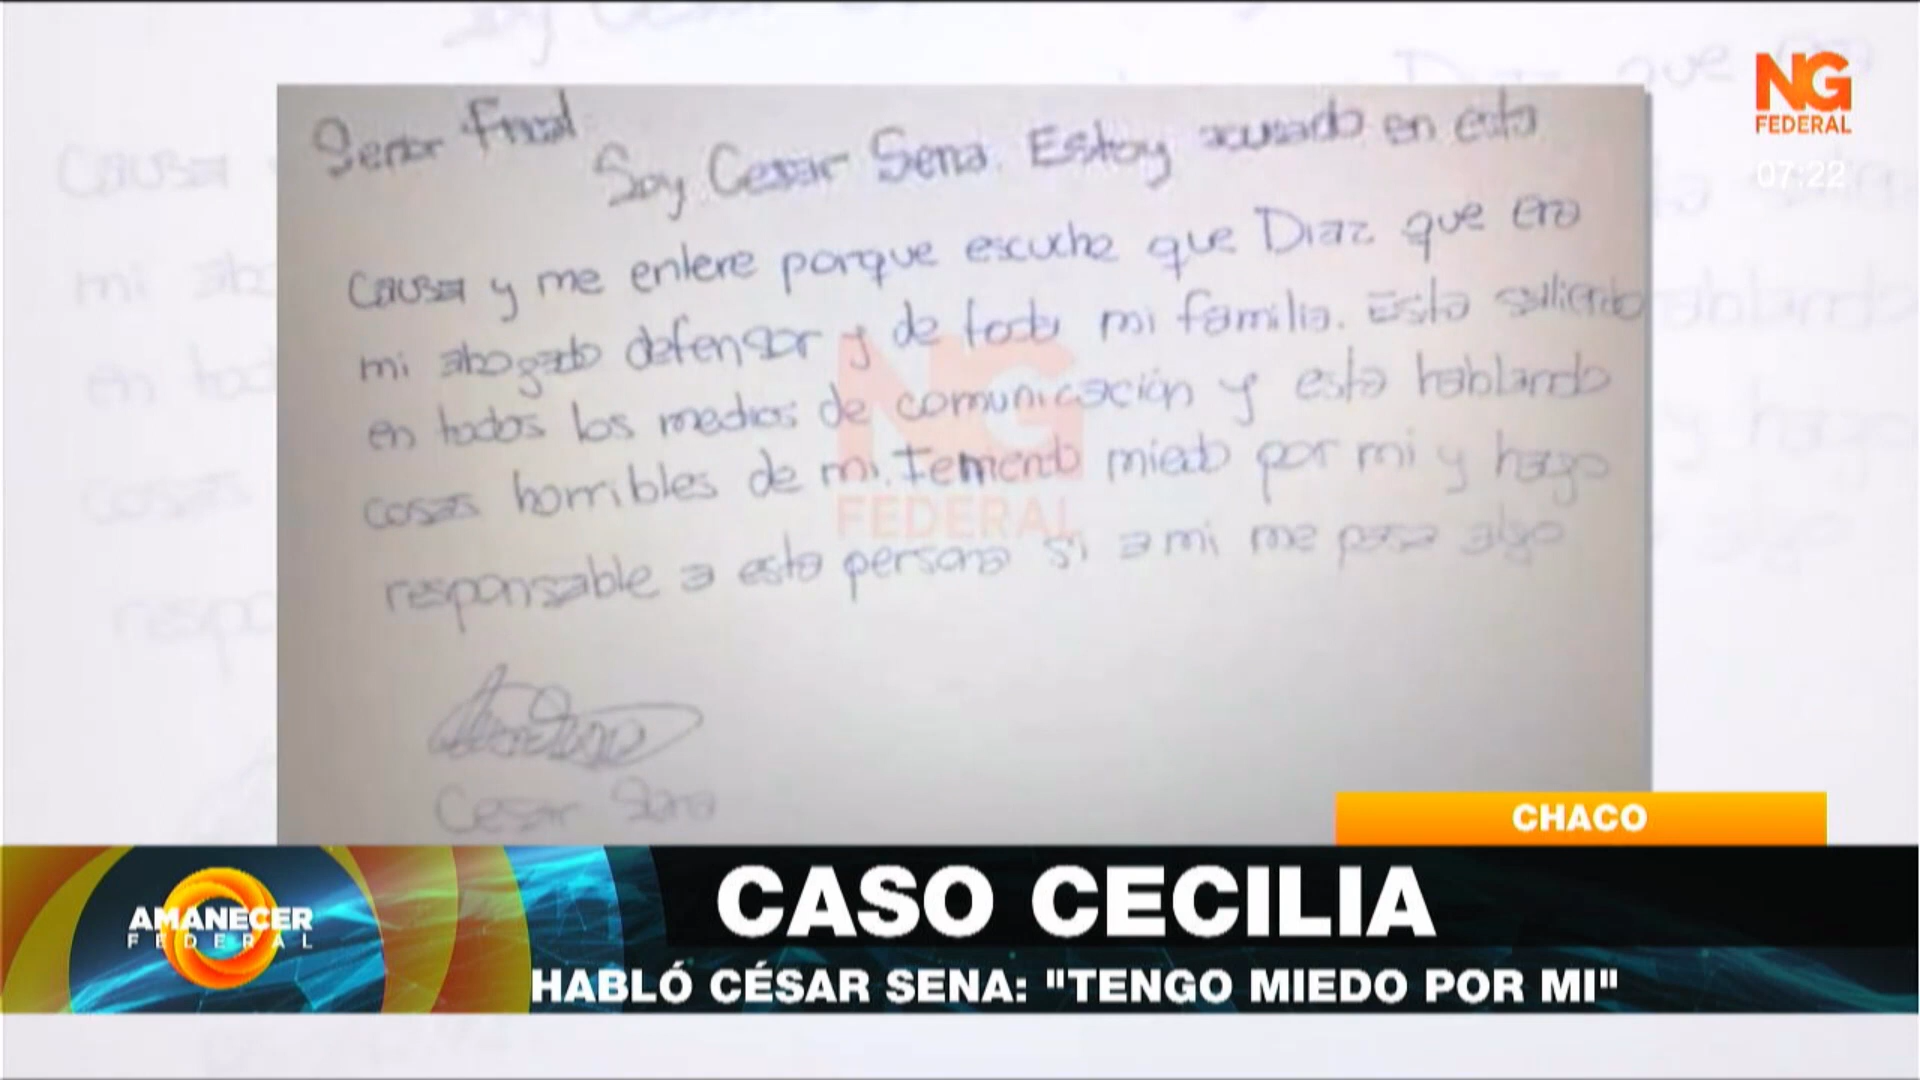 NG
FEDERAL
07:22
Señor Fiscal
Soy Cesar Sena. Estoy acusado en esta
causa y me entere porque escuche que Diaz que era
mi abogado defensor y de toda mi familia. Esta saliendo
en todos los medios de comunicación y esta hablando
cosas horribles de mi. miedo por mi y hago
responsable a esta persona si a mi me pasa algo
Cesar Sena
NG
FEDERAL
CHACO
CASO CECILIA
AMANECER
FEDERAL
HABLÓ CÉSAR SENA: "TENGO MIEDO POR MI"